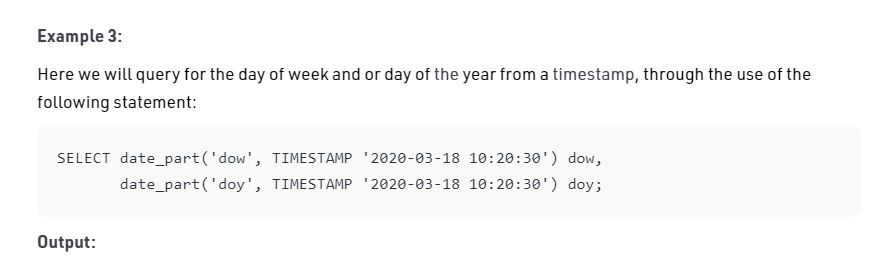 Example 3:
Here we will query for the day of week and or day of the year from a timestamp, through the use of the
following statement:
SELECT date_part('dow', TIMESTAMP '2020-03-18 10:20:30') dow,
       date_part('doy', TIMESTAMP '2020-03-18 10:20:30') doy;
Output: